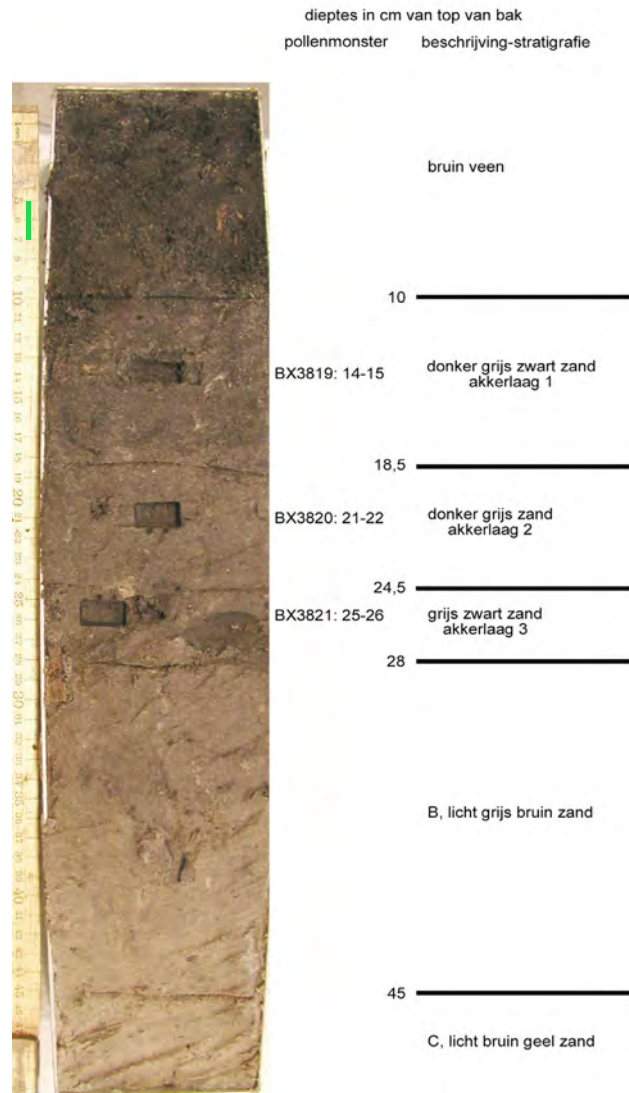 dieptes in cm van top van bak
pollenmonster beschrijving-stratigrafie
bruin veen
10
BX3819: 14-15 donker grijs zwart zand
akkerlaag 1
18,5
BX3820: 21-22 donker grijs zand
akkerlaag 2
24,5
BX3821: 25-26 grijs zwart zand
akkerlaag 3
28
B, licht grijs bruin zand
45
C, licht bruin geel zand